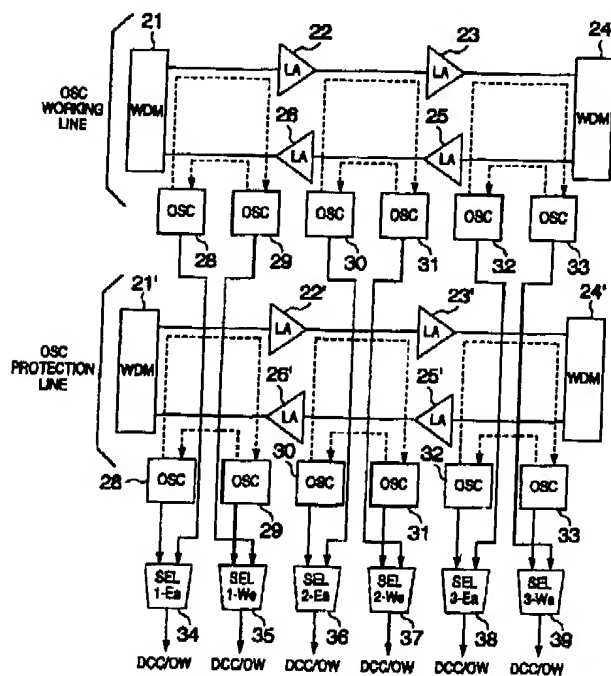 21
22
23
24
OSC
WORKING
LINE
WDM
LA
LA
WDM
26
25
LA
LA
OSC
OSC
OSC
OSC
OSC
OSC
28
29
30
31
32
33
21'
22'
23'
24'
OSC
PROTECTION
LINE
WDM
LA
LA
WDM
26'
25'
LA
LA
30
32
OSC
OSC
OSC
OSC
OSC
OSC
28
29
31
33
SEL
1-Ea
SEL
1-We
SEL
2-Ea
SEL
2-We
SEL
3-Ea
SEL
3-We
34
35
36
37
38
39
DCC/OW
DCC/OW
DCC/OW
DCC/OW
DCC/OW
DCC/OW